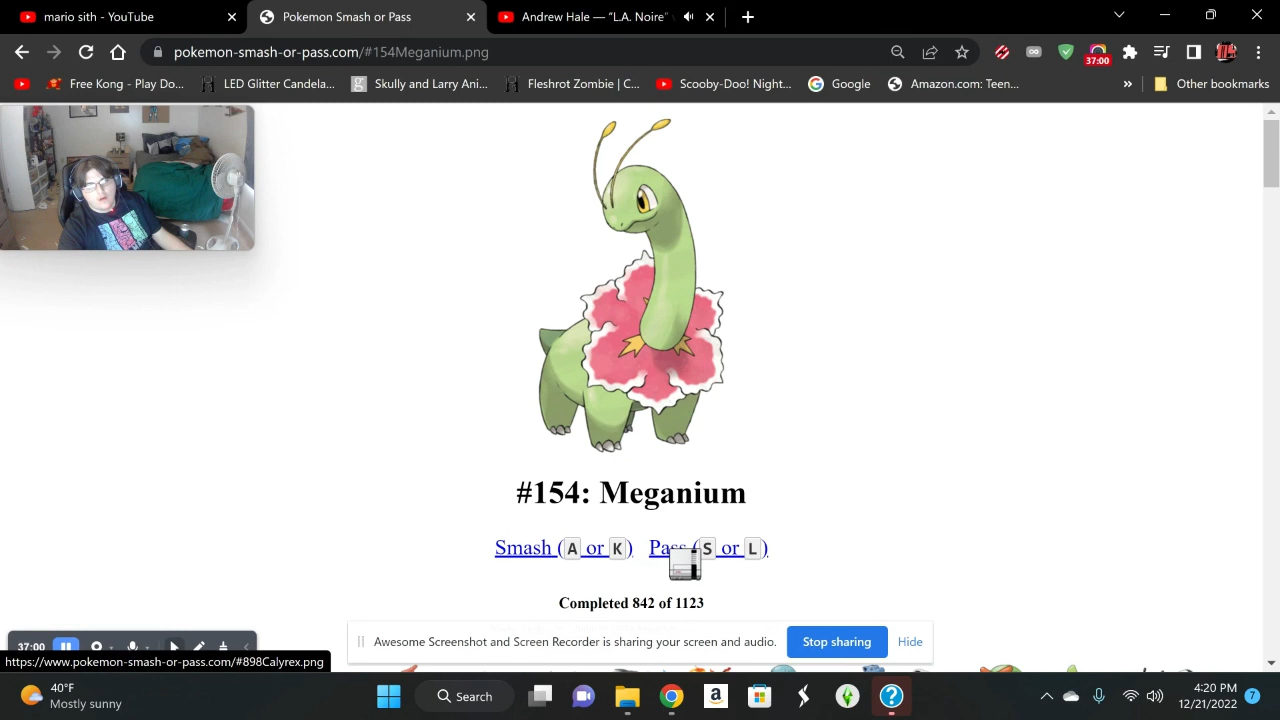 mario sith - YouTube
Pokemon Smash or Pass
Andrew Hale — "L.A. Noire"
pokemon-smash-or-pass.com/#154Meganium.png
37:00
Free Kong - Play Do...
LED Glitter Candela...
Skully and Larry Ani...
Fleshrot Zombie | C...
Scooby-Doo! Night...
Google
Amazon.com: Teen...
»
Other bookmarks
#154: Meganium
Smash (A or K) Pass (S or L)
Completed 842 of 1123
37:00
Awesome Screenshot and Screen Recorder is sharing your screen and audio.
Stop sharing
Hide
https://www.pokemon-smash-or-pass.com/#898Calyrex.png
40°F
Mostly sunny
Search
4:20 PM
12/21/2022
7